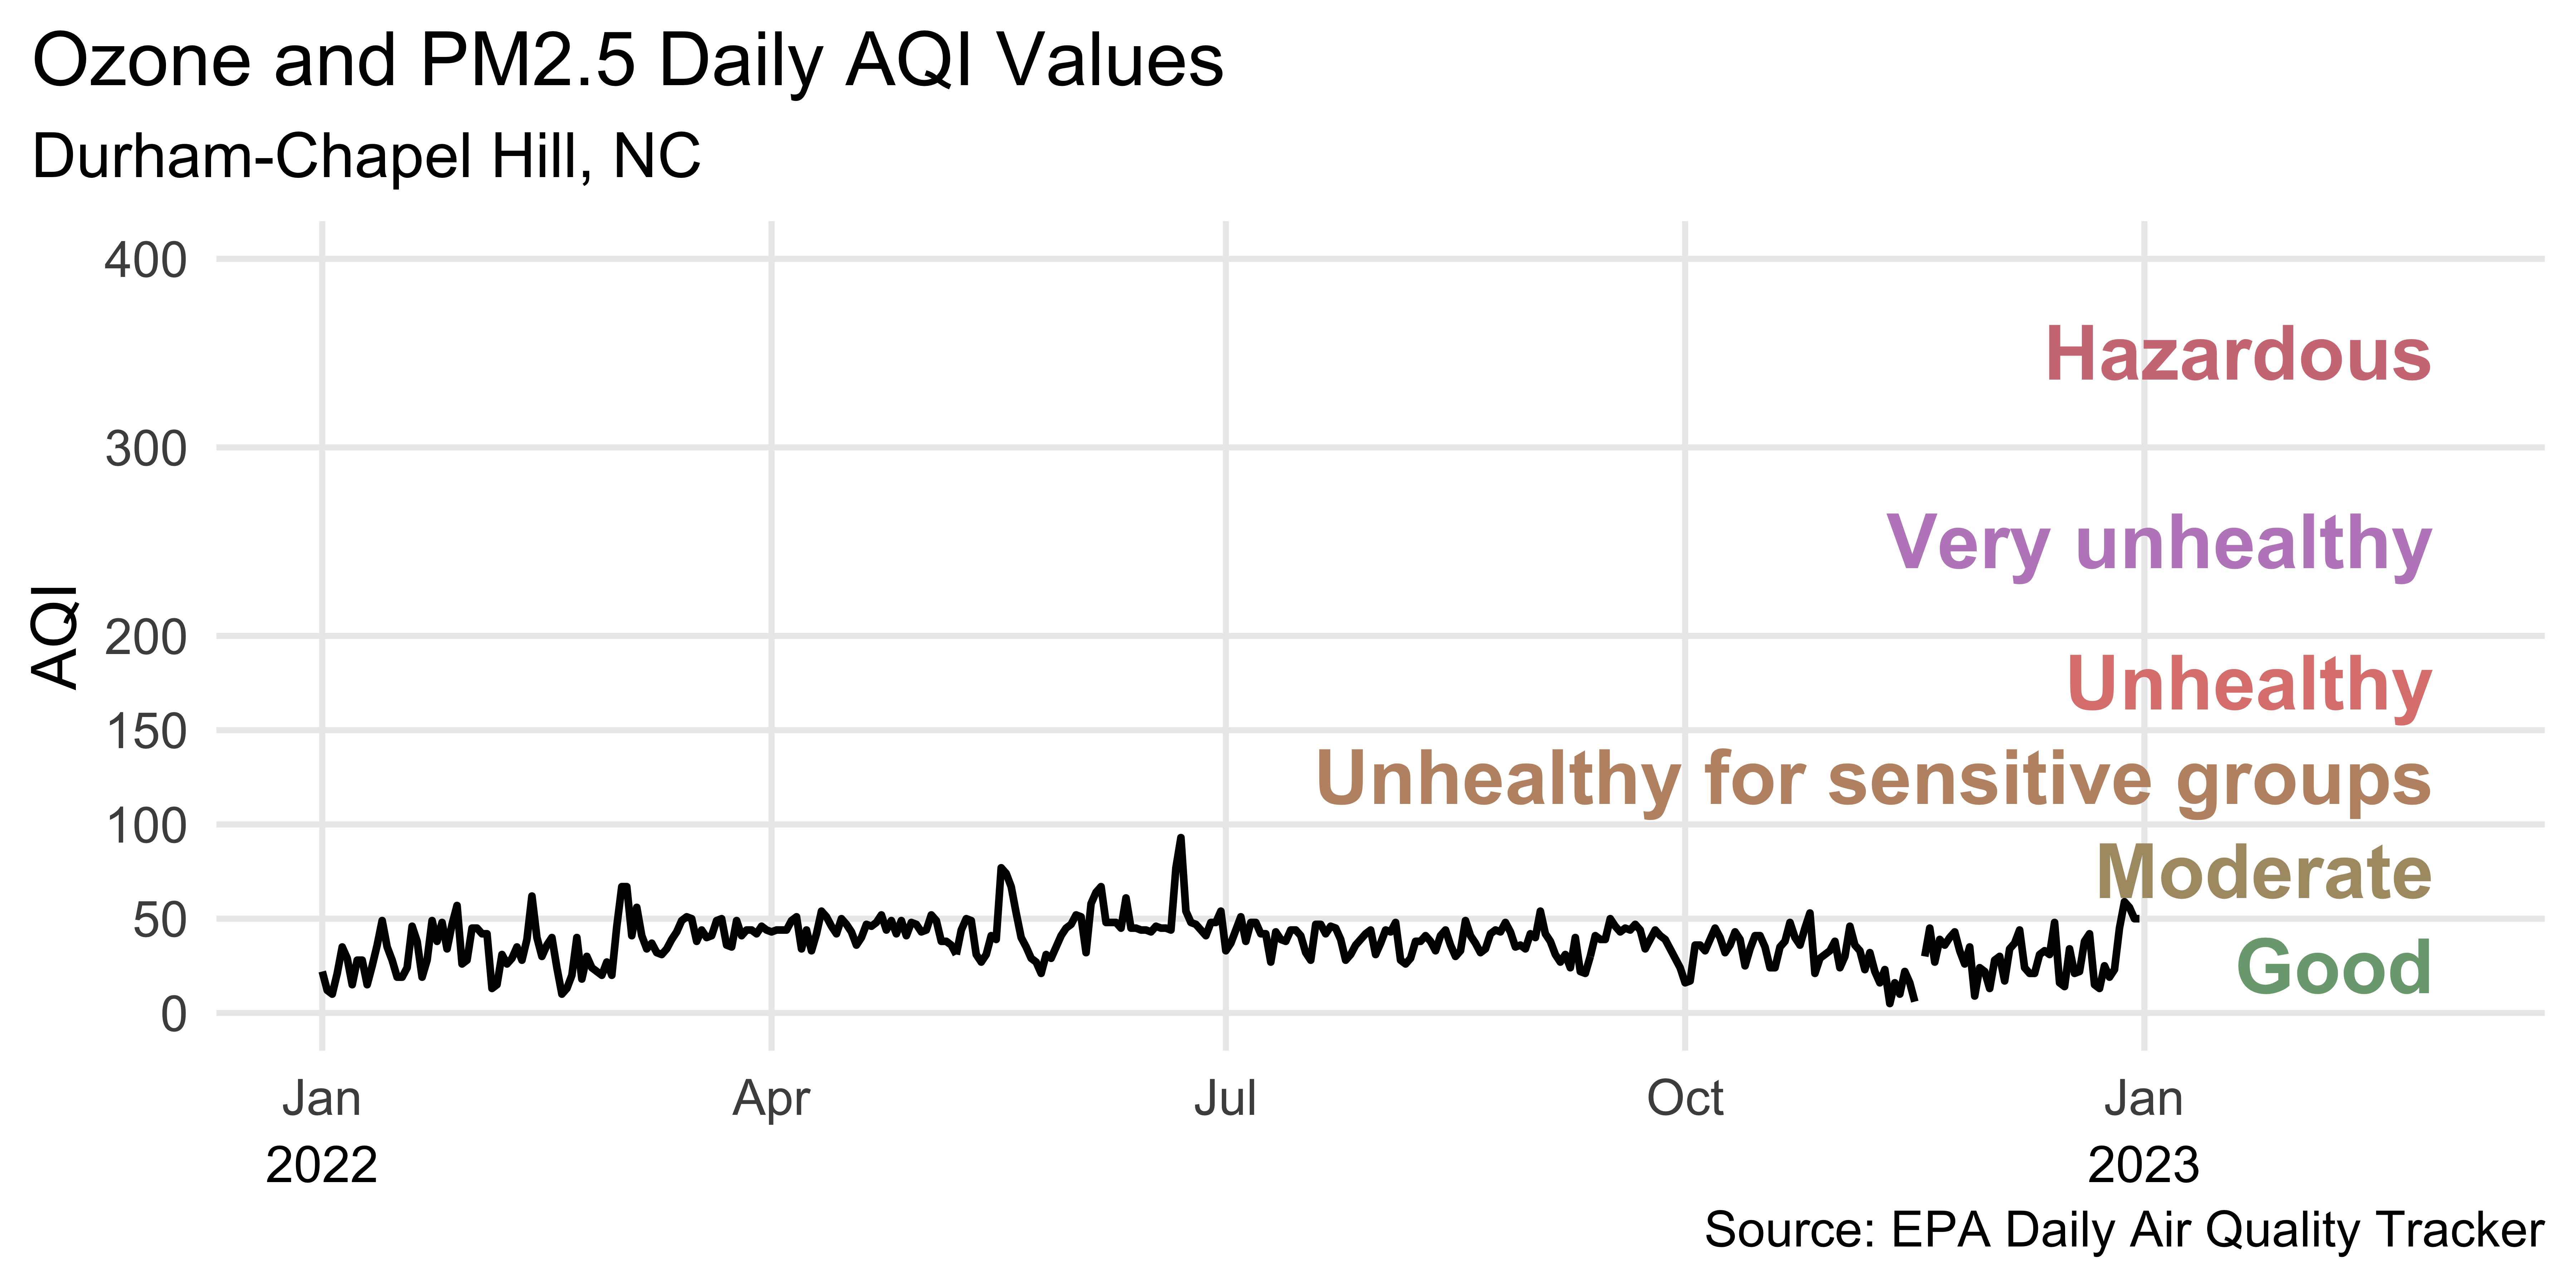 Ozone and PM2.5 Daily AQI Values
Durham-Chapel Hill, NC
AQI
400
300
200
150
100
50
0
Hazardous
Very unhealthy
Unhealthy
Unhealthy for sensitive groups
Moderate
Good
Jan Apr Jul Oct Jan
2022 2023
Source: EPA Daily Air Quality Tracker